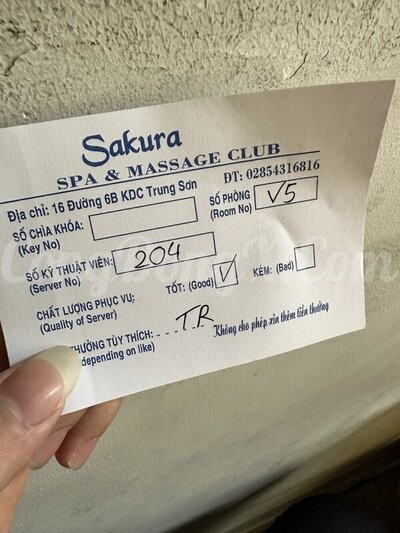 Sakura
SPA & MASSAGE CLUB
Địa chỉ: 16 Đường 6B KDC Trung Sơn ĐT: 02854316816
SỐ CHÌA KHÓA:
(Key No)
SỐ PHÒNG V5
(Room No)
SỐ KỸ THUẬT VIÊN: 204
(Server No)
CHẤT LƯỢNG PHỤC VỤ: TỐT: (Good) V KÉM: (Bad)
(Quality of Server)
THƯỞNG TÙY THÍCH: T.R Không cho phép xin thêm tiền thưởng
depending on like)